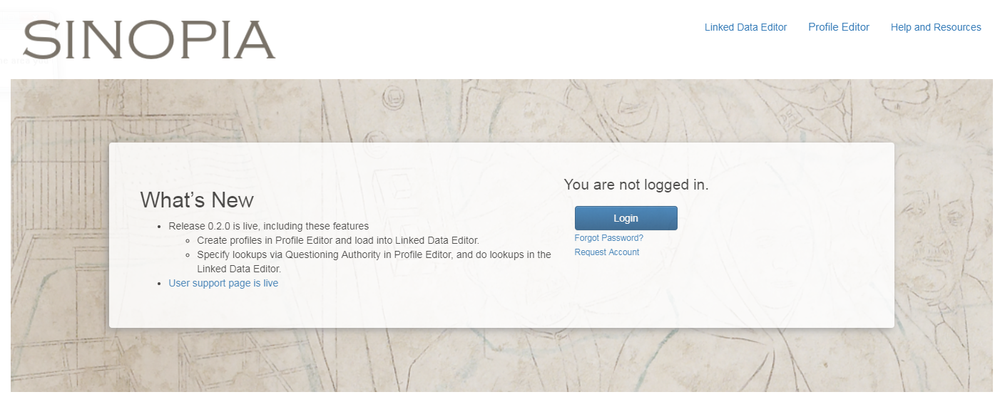 SINOPIA
Linked Data Editor
Profile Editor
Help and Resources
What’s New
Release 0.2.0 is live, including these features
Create profiles in Profile Editor and load into Linked Data Editor.
Specify lookups via Questioning Authority in Profile Editor, and do lookups in the
Linked Data Editor.
User support page is live
You are not logged in.
Login
Forgot Password?
Request Account